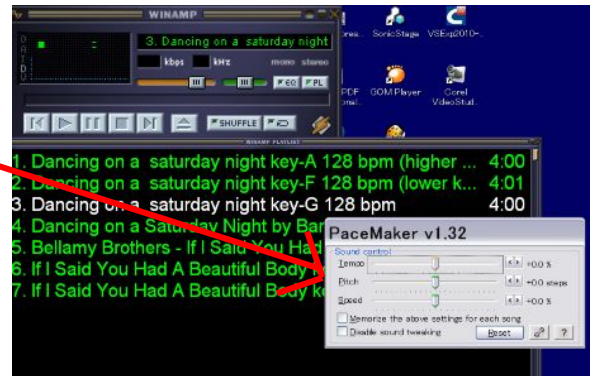 WINAMP
3. Dancing on a saturday night
kbps kHz mono stereo
EQ PL
SHUFFLE
SonicStage VSExp2010-..
PDF GOM Player Corel
VideoStud..
WINAMP PLAYLIST
1. Dancing on a saturday night key-A 128 bpm (higher ... 4:00
2. Dancing on a saturday night key-F 128 bpm (lower k... 4:01
3. Dancing on a saturday night key-G 128 bpm 4:00
4. Dancing on a Saturday Night by Bar
5. Bellamy Brothers - If I Said You Had
6. If I Said You Had A Beautiful Body k
7. If I Said You Had A Beautiful Body k
PaceMaker v1.32
Sound control
Tempo +0.0 %
Pitch +0.0 steps
Speed +0.0 %
Memorize the above settings for each song
Disable sound tweaking Reset ?